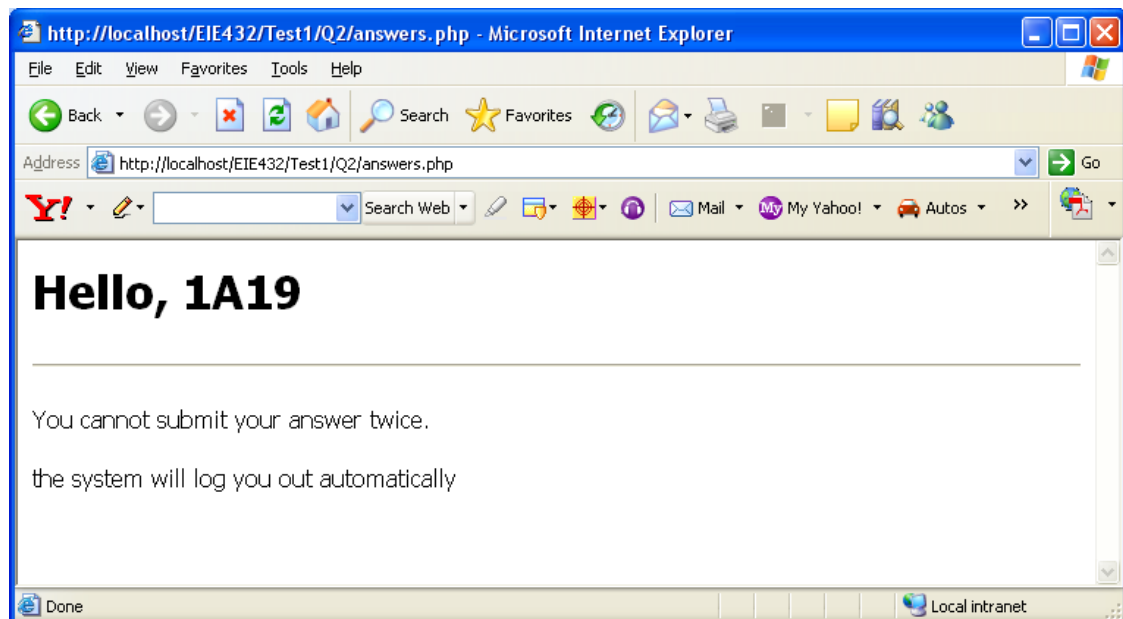 http://localhost/EIE432/Test1/Q2/answers.php - Microsoft Internet Explorer
File Edit View Favorites Tools Help
Back Search Favorites
Address http://localhost/EIE432/Test1/Q2/answers.php Go
Y! Search Web Mail My My Yahoo! Autos »
Hello, 1A19
You cannot submit your answer twice.
the system will log you out automatically
Done Local intranet